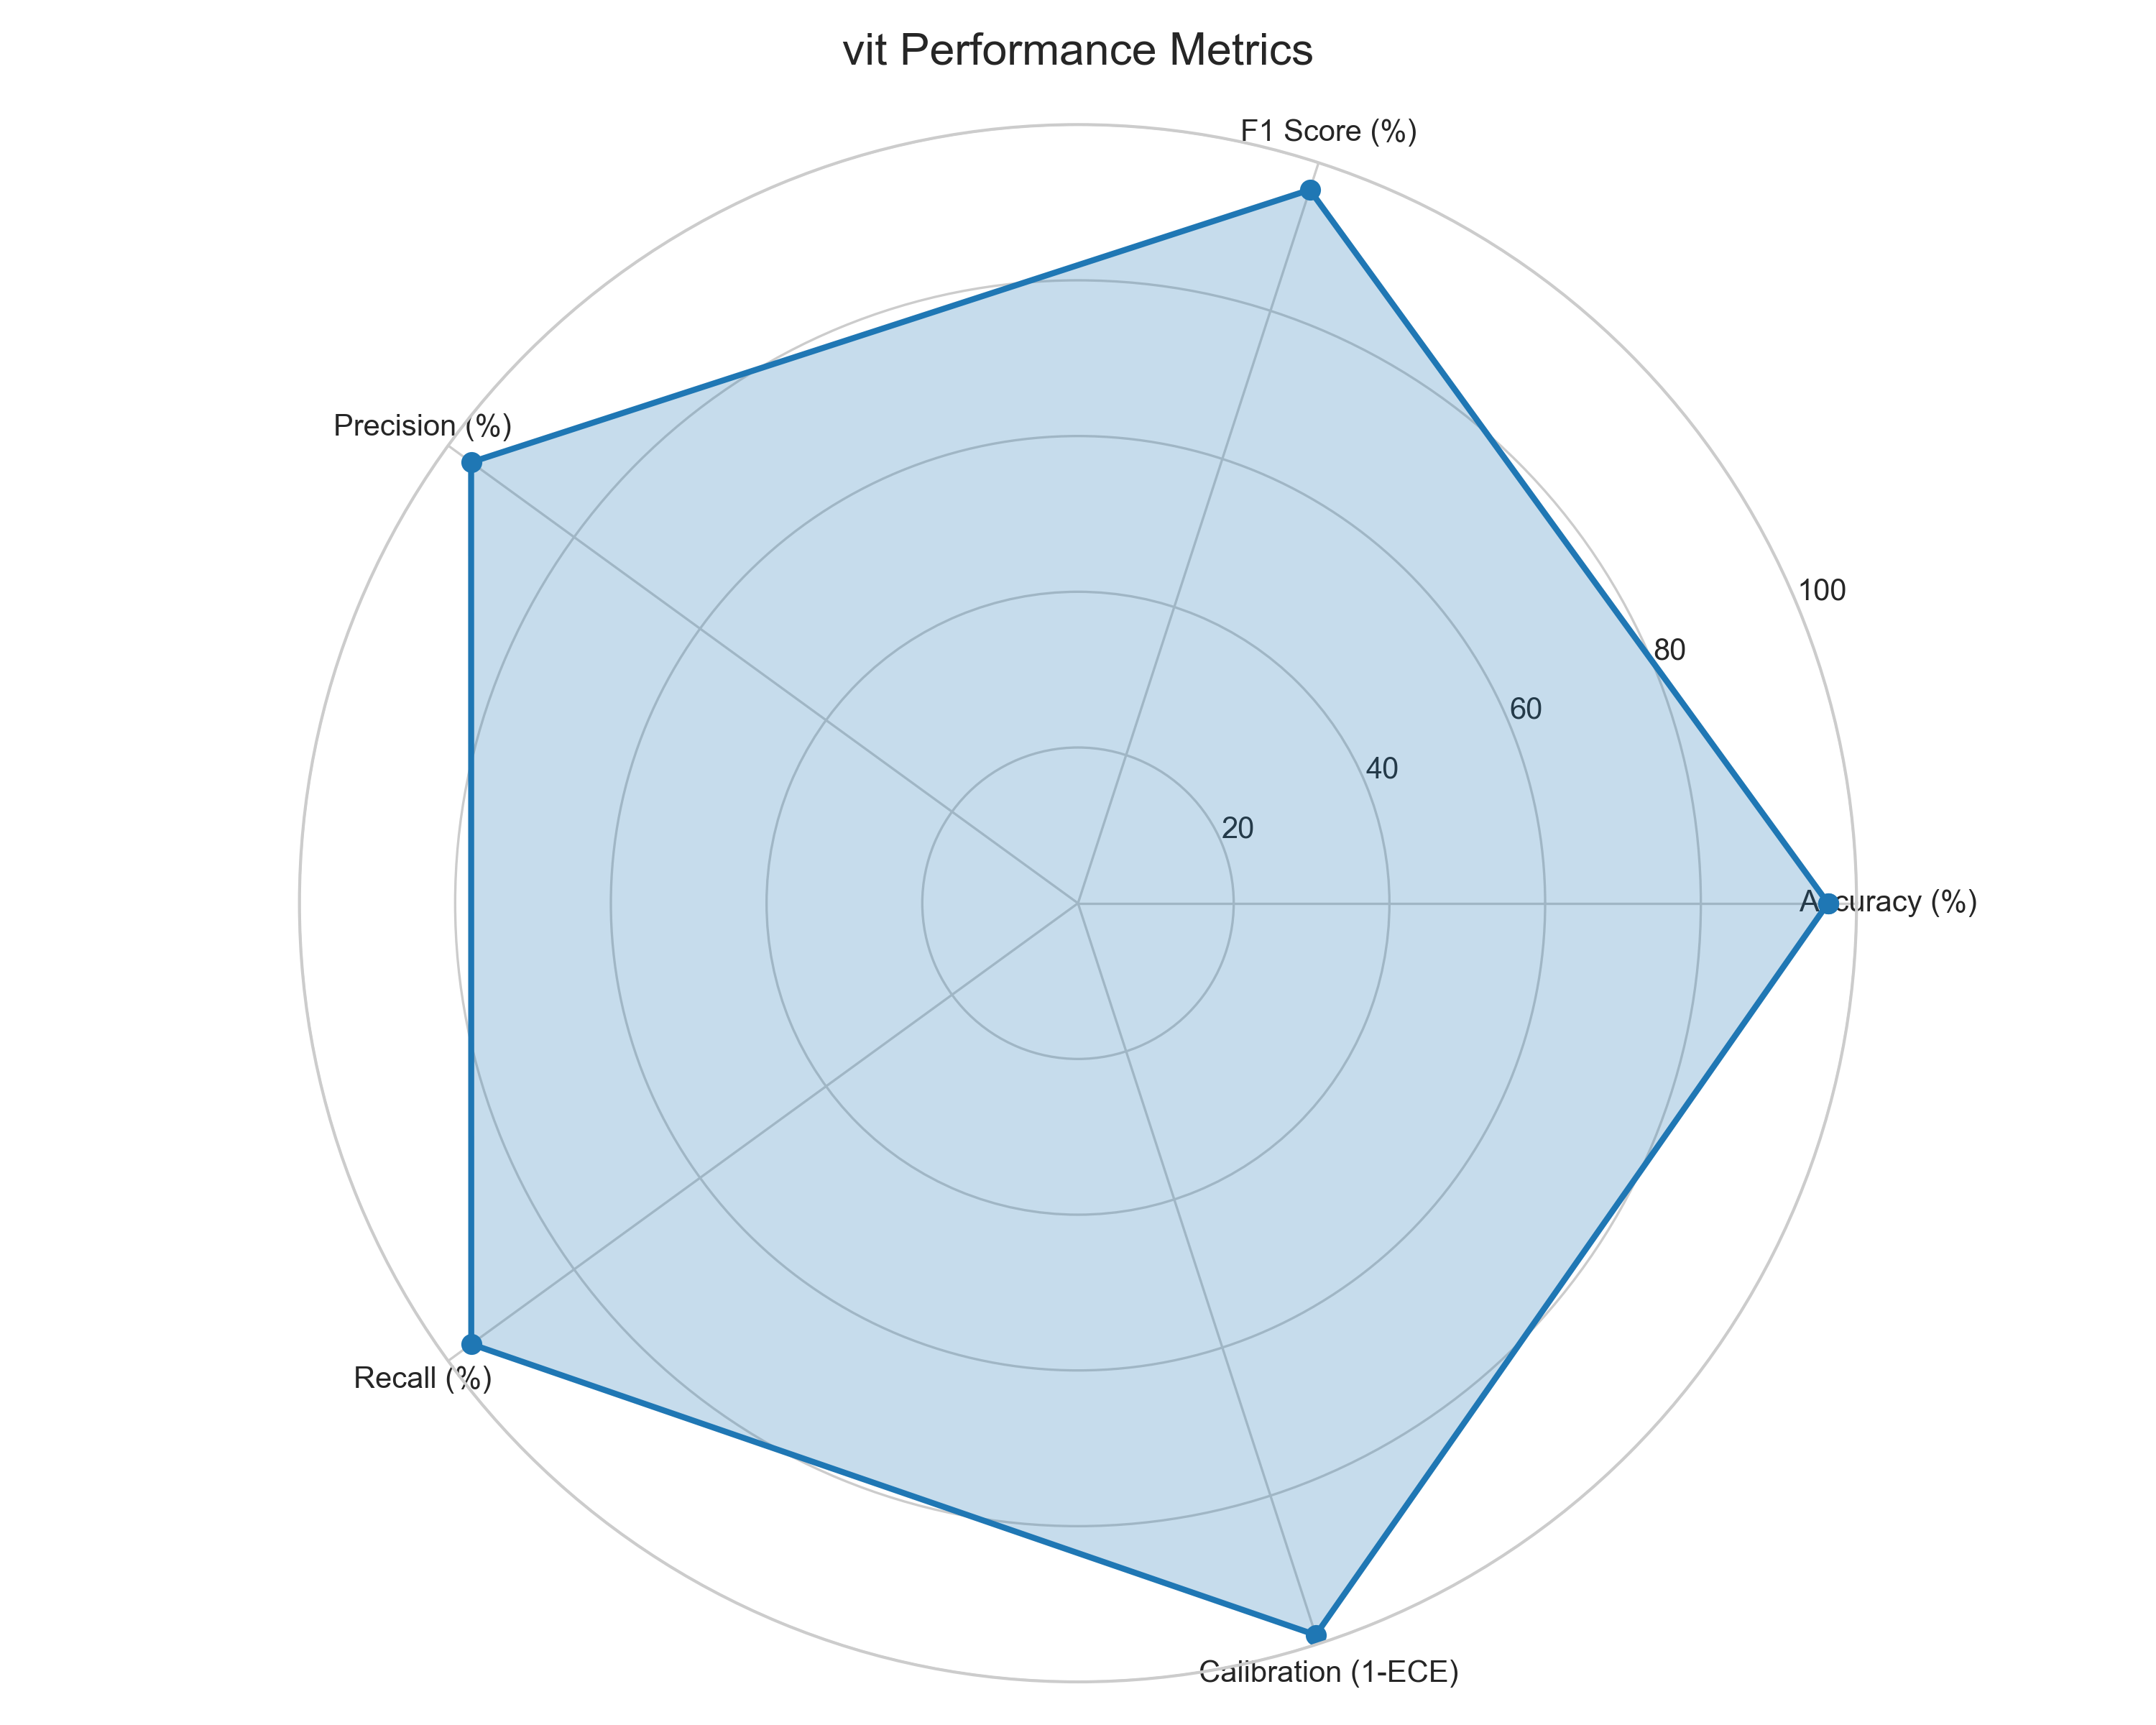 vit Performance Metrics
F1 Score (%)
Precision (%)
100
80
60
40
20
Accuracy (%)
Recall (%)
Calibration (1-ECE)